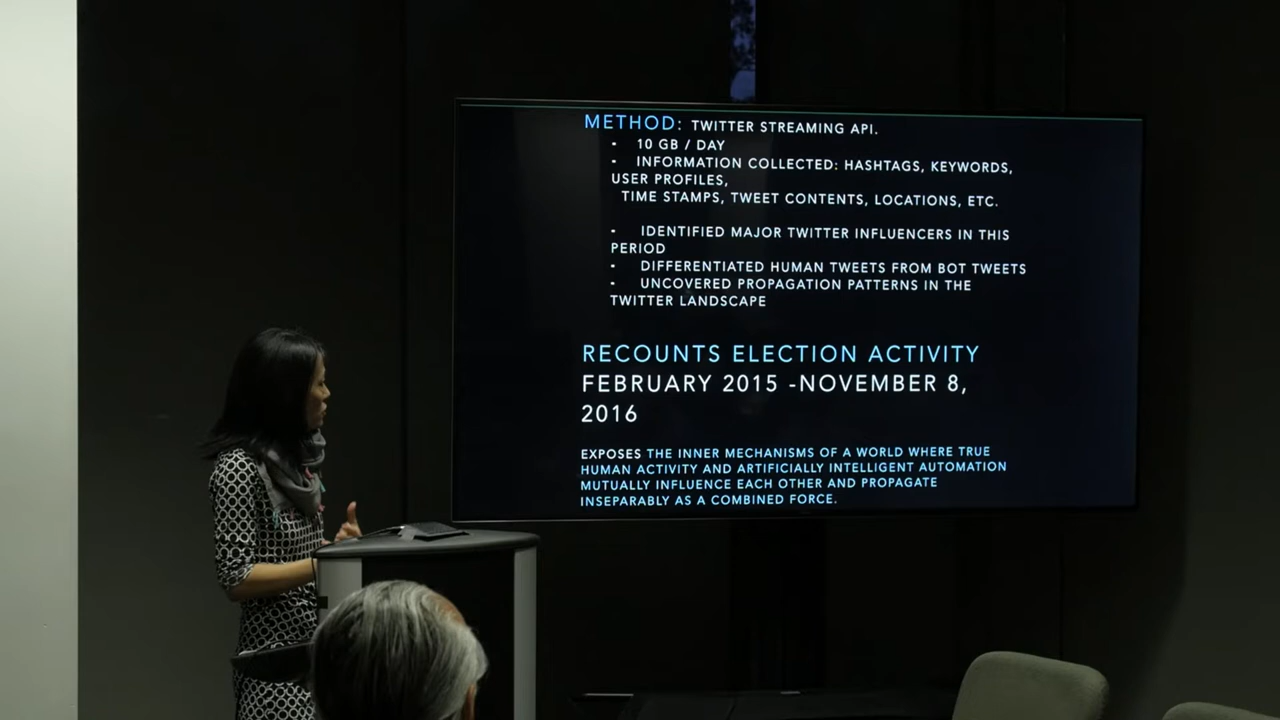 METHOD: TWITTER STREAMING API.
- 10 GB / DAY
- INFORMATION COLLECTED: HASHTAGS, KEYWORDS,
USER PROFILES,
TIME STAMPS, TWEET CONTENTS, LOCATIONS, ETC.
- IDENTIFIED MAJOR TWITTER INFLUENCERS IN THIS
PERIOD
- DIFFERENTIATED HUMAN TWEETS FROM BOT TWEETS
- UNCOVERED PROPAGATION PATTERNS IN THE
TWITTER LANDSCAPE
RECOUNTS ELECTION ACTIVITY
FEBRUARY 2015 -NOVEMBER 8,
2016
EXPOSES THE INNER MECHANISMS OF A WORLD WHERE TRUE
HUMAN ACTIVITY AND ARTIFICIALLY INTELLIGENT AUTOMATION
MUTUALLY INFLUENCE EACH OTHER AND PROPAGATE
INSEPARABLY AS A COMBINED FORCE.